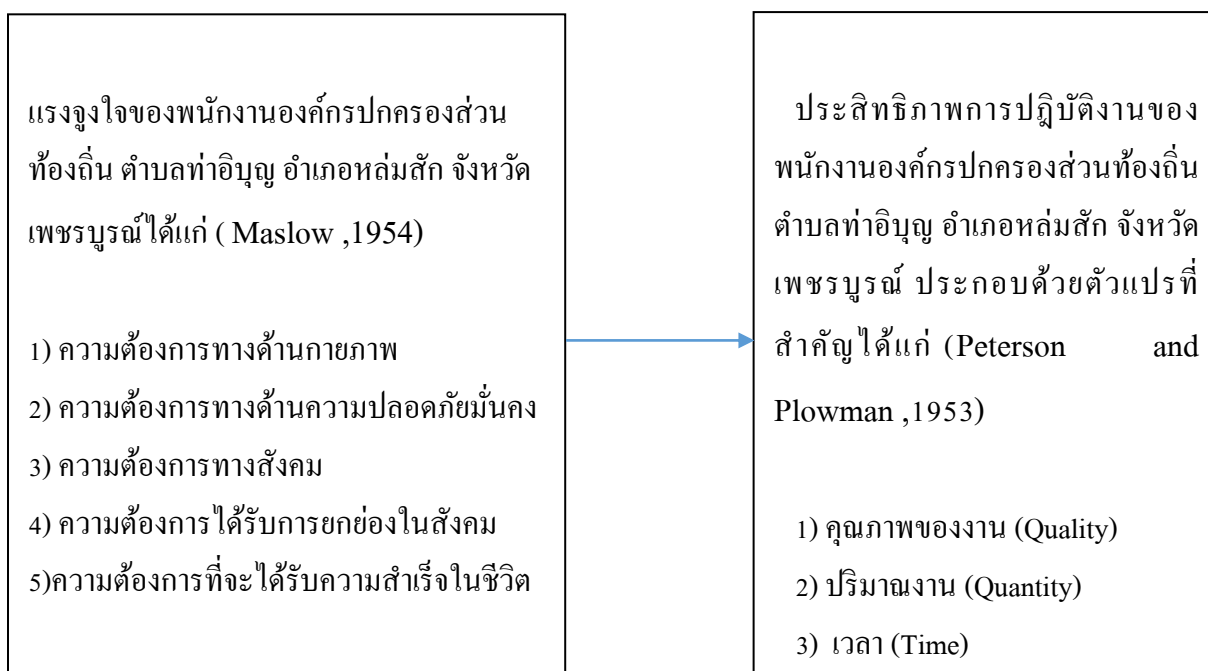 แรงจูงใจของพนักงานองค์กรปกครองส่วน
ท้องถิ่น ตำบลท่าอิบุญ อำเภอหล่มสัก จังหวัด
เพชรบูรณ์ได้แก่ ( Maslow ,1954)
1) ความต้องการทางด้านกายภาพ
2) ความต้องการทางด้านความปลอดภัยมั่นคง
3) ความต้องการทางสังคม
4) ความต้องการได้รับการยกย่องในสังคม
5)ความต้องการที่จะได้รับความสำเร็จในชีวิต
ประสิทธิภาพการปฎิบัติงานของ
พนักงานองค์กรปกครองส่วนท้องถิ่น
ตำบลท่าอิบุญ อำเภอหล่มสัก จังหวัด
เพชรบูรณ์ ประกอบด้วยตัวแปรที่
สำคัญได้แก่ (Peterson and
Plowman ,1953)
1) คุณภาพของงาน (Quality)
2) ปริมาณงาน (Quantity)
3) เวลา (Time)